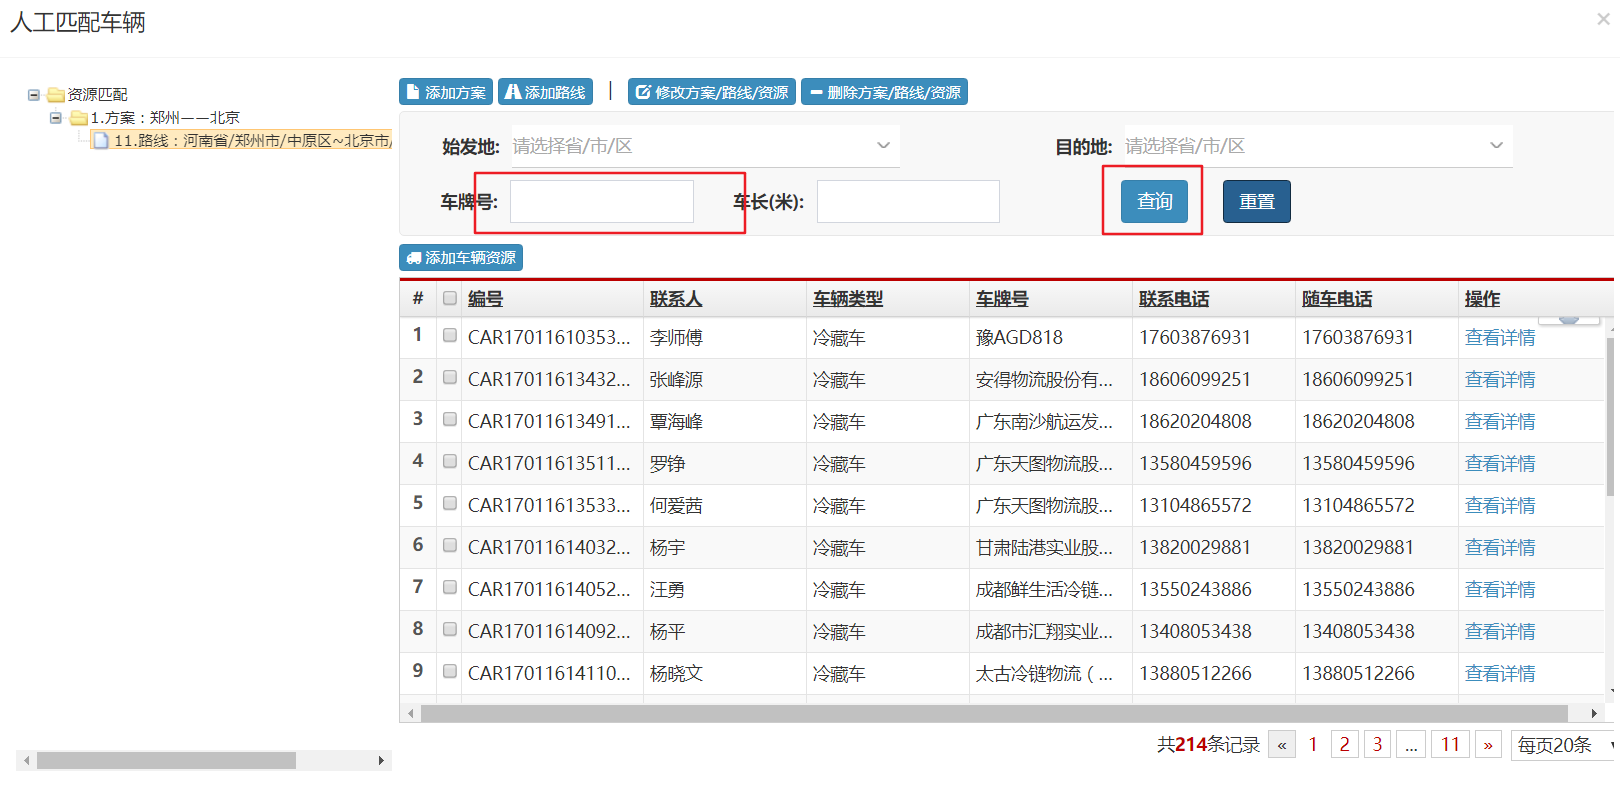 人工匹配车辆
×
资源匹配
1.方案：郑州——北京
11.路线：河南省/郑州市/中原区~北京市/
添加方案 添加路线 | 修改方案/路线/资源 删除方案/路线/资源
始发地: 请选择省/市/区 目的地: 请选择省/市/区
车牌号: 车长(米): 查询 重置
添加车辆资源
# 编号 联系人 车辆类型 车牌号 联系电话 随车电话 操作
1 CAR17011610353... 李师傅 冷藏车 豫AGD818 17603876931 17603876931 查看详情
2 CAR17011613432... 张峰源 冷藏车 安得物流股份有... 18606099251 18606099251 查看详情
3 CAR17011613491... 覃海峰 冷藏车 广东南沙航运发... 18620204808 18620204808 查看详情
4 CAR17011613511... 罗铮 冷藏车 广东天图物流股... 13580459596 13580459596 查看详情
5 CAR17011613533... 何爱茜 冷藏车 广东天图物流股... 13104865572 13104865572 查看详情
6 CAR17011614032... 杨宇 冷藏车 甘肃陆港实业股... 13820029881 13820029881 查看详情
7 CAR17011614052... 汪勇 冷藏车 成都鲜生活冷链... 13550243886 13550243886 查看详情
8 CAR17011614092... 杨平 冷藏车 成都市汇翔实业... 13408053438 13408053438 查看详情
9 CAR17011614110... 杨晓文 冷藏车 太古冷链物流（... 13880512266 13880512266 查看详情
共214条记录 « 1 2 3 ... 11 » 每页20条